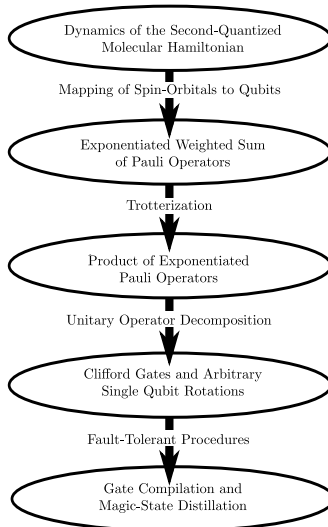 Dynamics of the Second-Quantized
Molecular Hamiltonian
Mapping of Spin-Orbitals to Qubits
Exponentiated Weighted Sum
of Pauli Operators
Trotterization
Product of Exponentiated
Pauli Operators
Unitary Operator Decomposition
Clifford Gates and Arbitrary
Single Qubit Rotations
Fault-Tolerant Procedures
Gate Compilation and
Magic-State Distillation